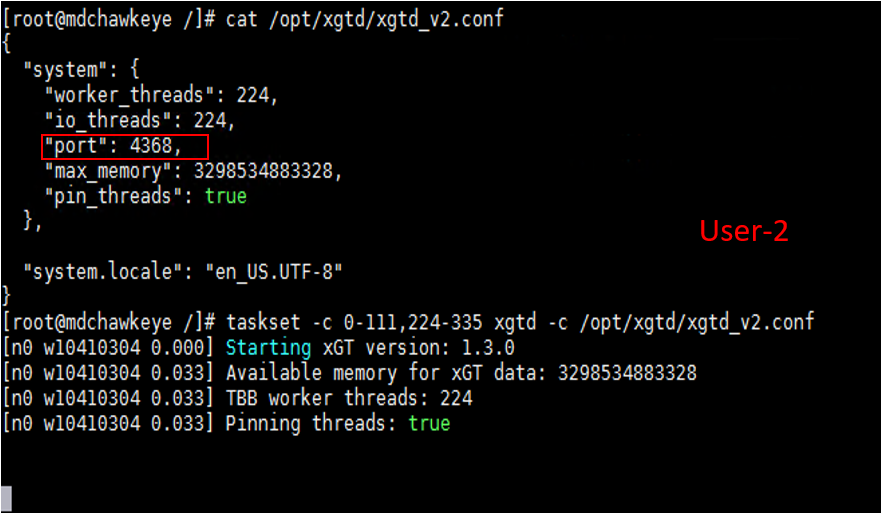 [root@mdchawkeye /]# cat /opt/xgtd/xgtd_v2.conf
{
  "system": {
    "worker_threads": 224,
    "io_threads": 224,
    "port": 4368,
    "max_memory": 3298534883328,
    "pin_threads": true
  },
User-2
  "system.locale": "en_US.UTF-8"
}
[root@mdchawkeye /]# taskset -c 0-111,224-335 xgtd -c /opt/xgtd/xgtd_v2.conf
[n0 w10410304 0.000] Starting xGT version: 1.3.0
[n0 w10410304 0.033] Available memory for xGT data: 3298534883328
[n0 w10410304 0.033] TBB worker threads: 224
[n0 w10410304 0.033] Pinning threads: true